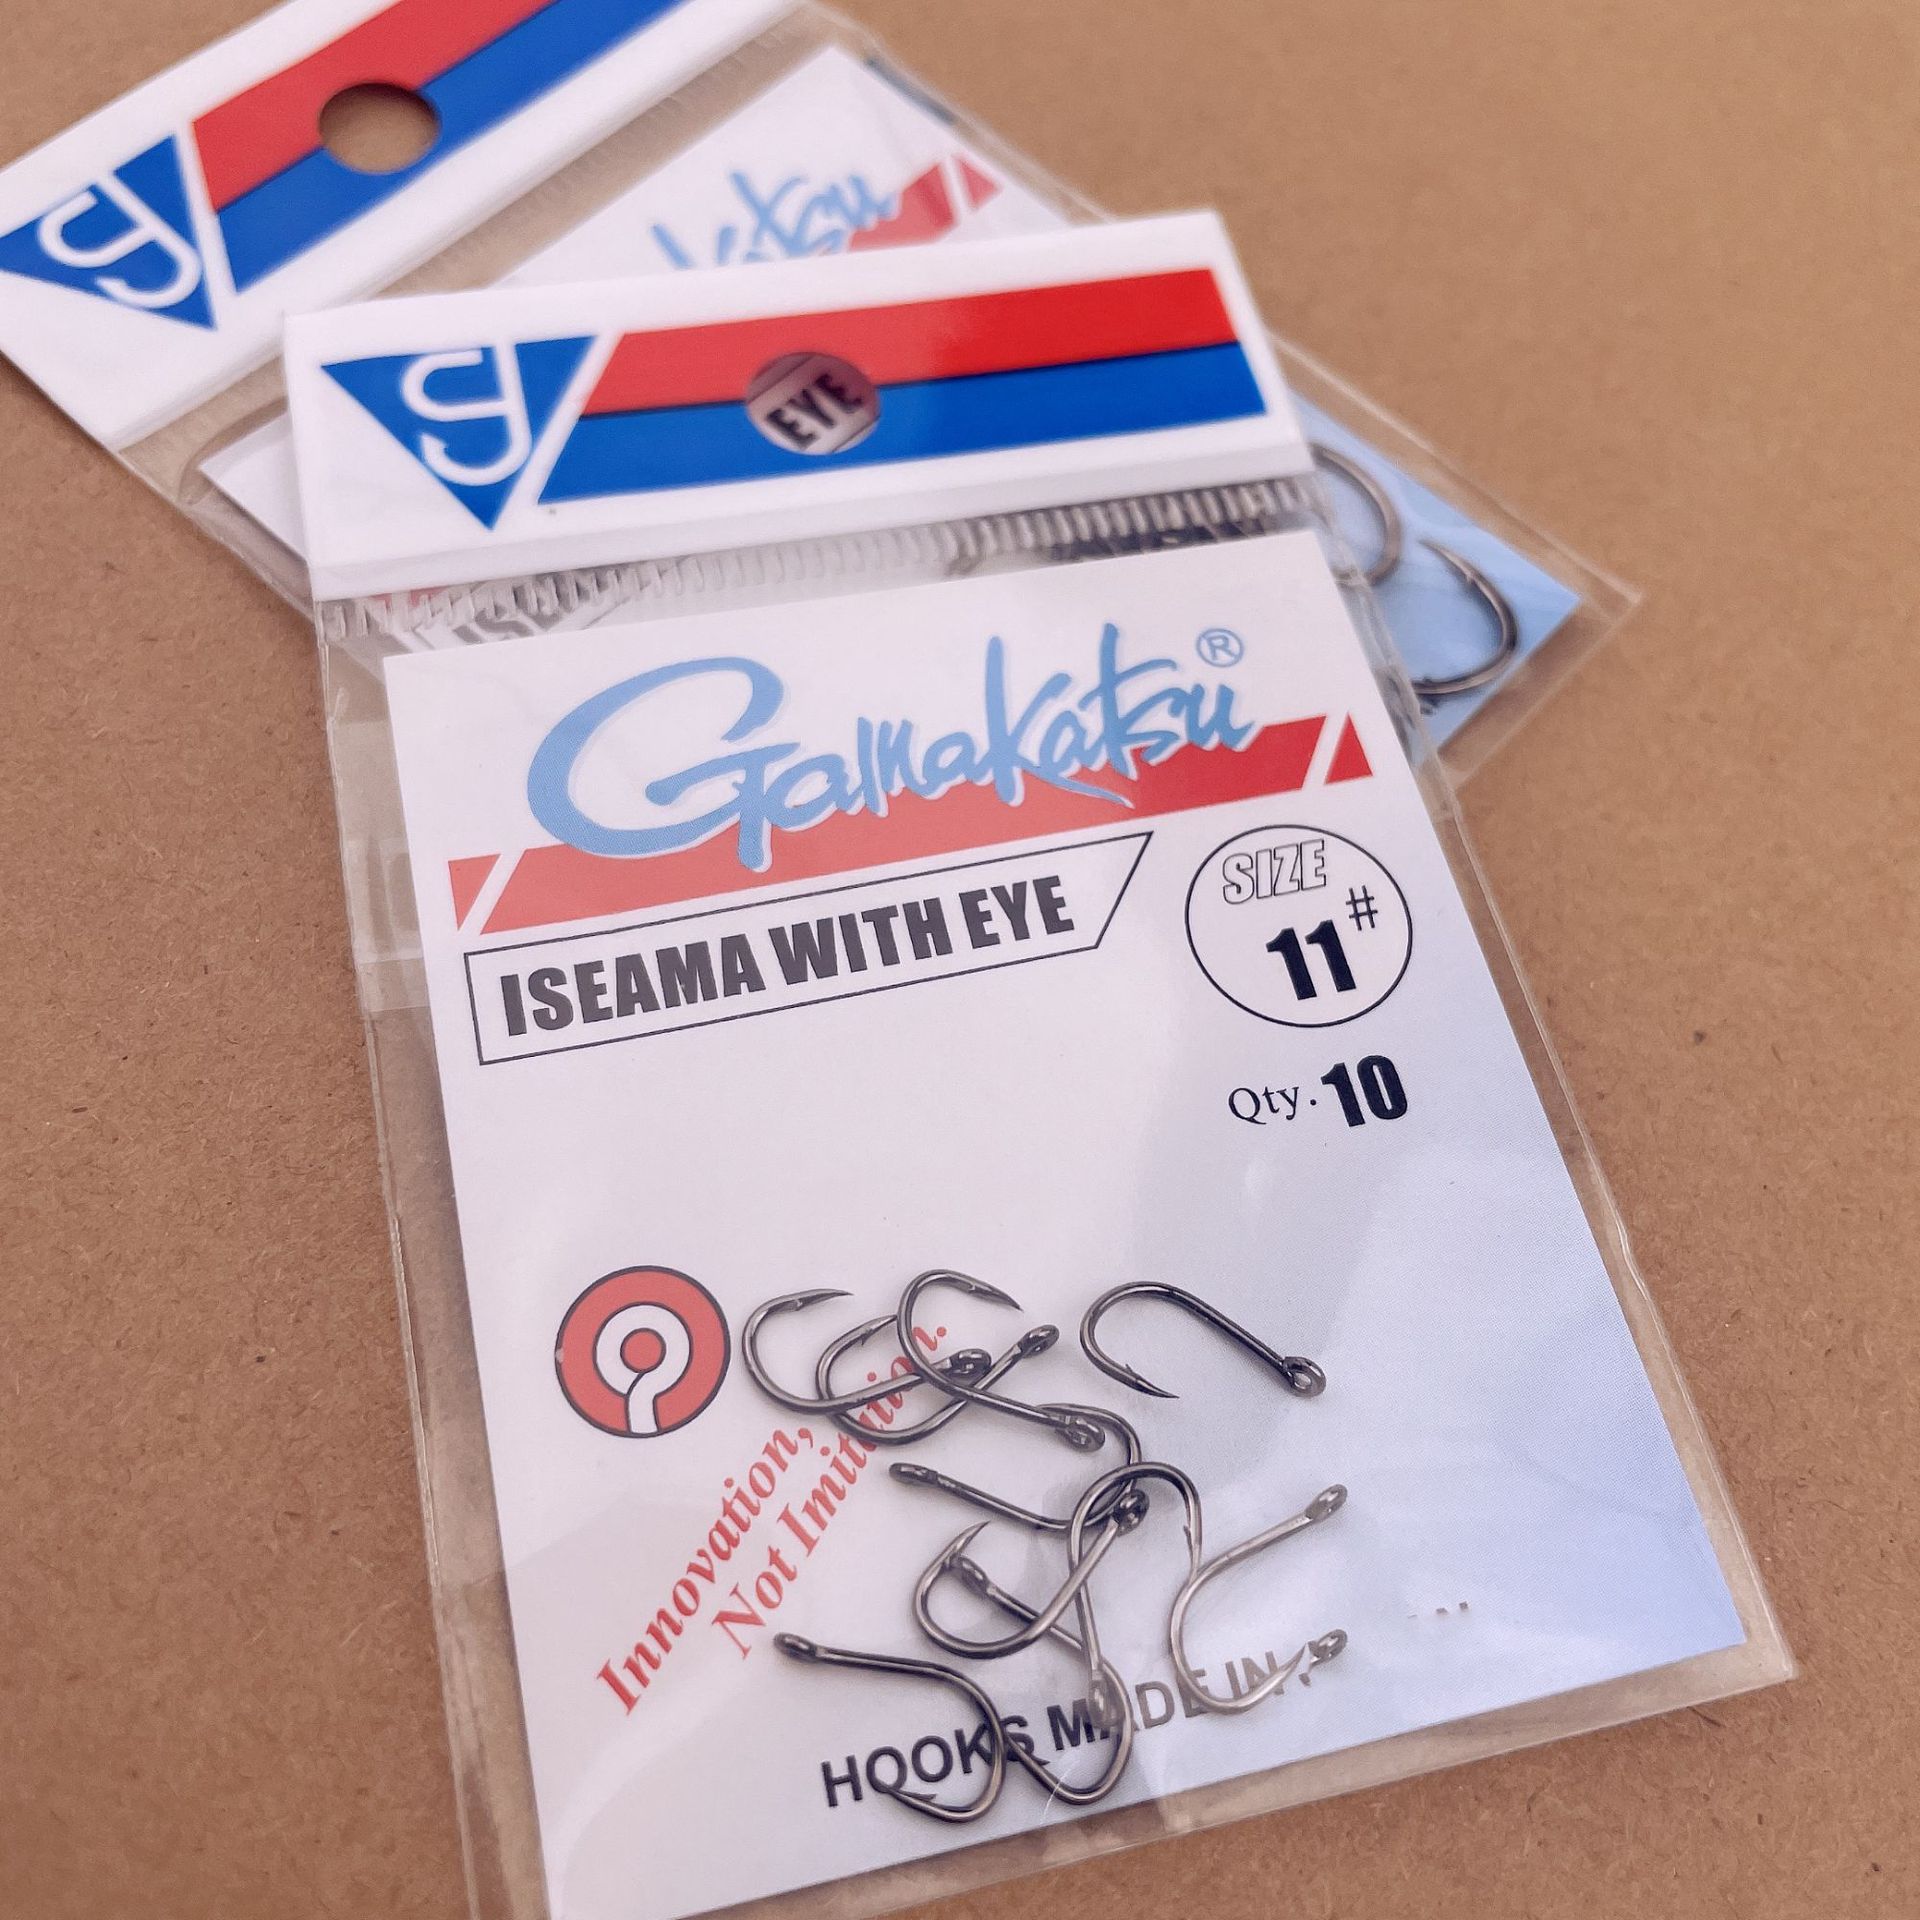 EYE
Gamakatsu®
ISEAMA WITH EYE
SIZE
11#
Qty. 10
Innovation,
Not Imitation.
HOOKS MADE IN